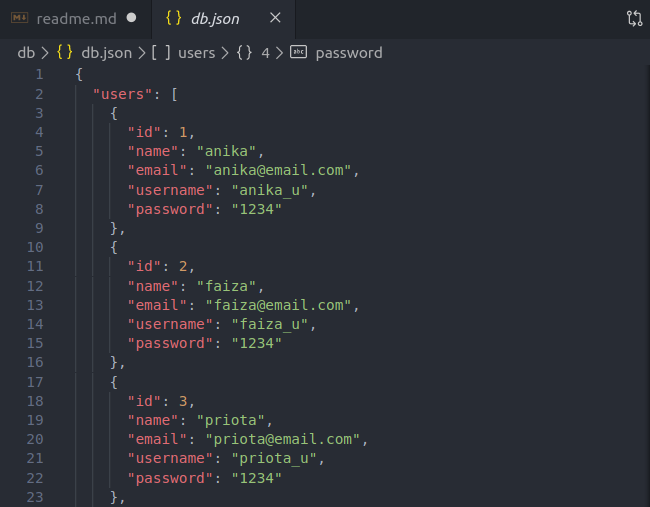 readme.md
{ } db.json
db > { } db.json > [ ] users > { } 4 > abc password
1 {
2 "users": [
3 {
4 "id": 1,
5 "name": "anika",
6 "email": "anika@email.com",
7 "username": "anika_u",
8 "password": "1234"
9 },
10 {
11 "id": 2,
12 "name": "faiza",
13 "email": "faiza@email.com",
14 "username": "faiza_u",
15 "password": "1234"
16 },
17 {
18 "id": 3,
19 "name": "priota",
20 "email": "priota@email.com",
21 "username": "priota_u",
22 "password": "1234"
23 },